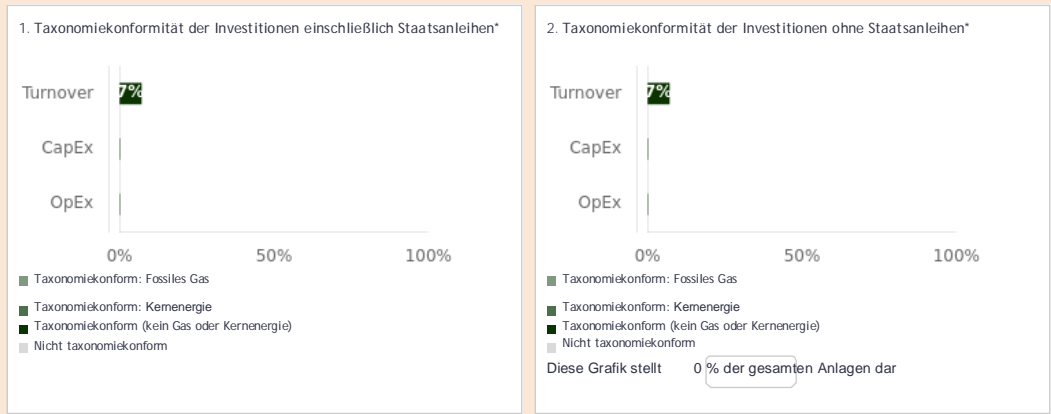 1. Taxonomiekonformität der Investitionen einschließlich Staatsanleihen*
Turnover
7%
CapEx
OpEx
0% 50% 100%
Taxonomiekonform: Fossiles Gas
Taxonomiekonform: Kernenergie
Taxonomiekonform (kein Gas oder Kernenergie)
Nicht taxonomiekonform
2. Taxonomiekonformität der Investitionen ohne Staatsanleihen*
Turnover
7%
CapEx
OpEx
0% 50% 100%
Taxonomiekonform: Fossiles Gas
Taxonomiekonform: Kernenergie
Taxonomiekonform (kein Gas oder Kernenergie)
Nicht taxonomiekonform
Diese Grafik stellt 0 % der gesamten Anlagen dar